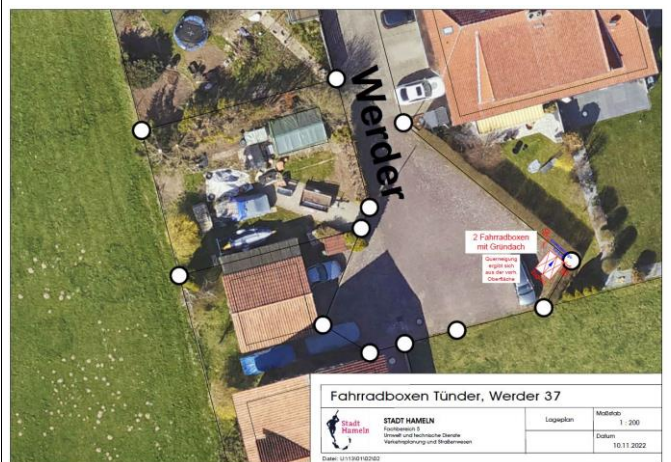 Werder
2 Fahrradboxen
mit Gründach
Querneigung
ergibt sich
aus der vorh.
Oberfläche
Fahrradboxen Tünder, Werder 37
Stadt
Hameln
STADT HAMELN
Fachbereich 5
Umwelt und technische Dienste
Verkehrsplanung und Straßenwesen
Lageplan
Maßstab
1 : 200
Datum
10.11.2022